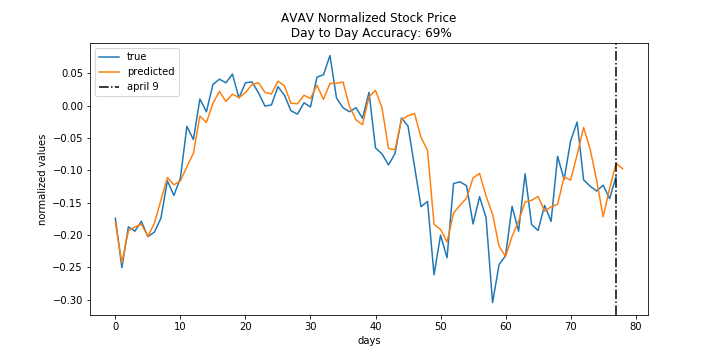 AVAV Normalized Stock Price
Day to Day Accuracy: 69%
true
predicted
april 9
normalized values
0.05
0.00
−0.05
−0.10
−0.15
−0.20
−0.25
−0.30
0 10 20 30 40 50 60 70 80
days